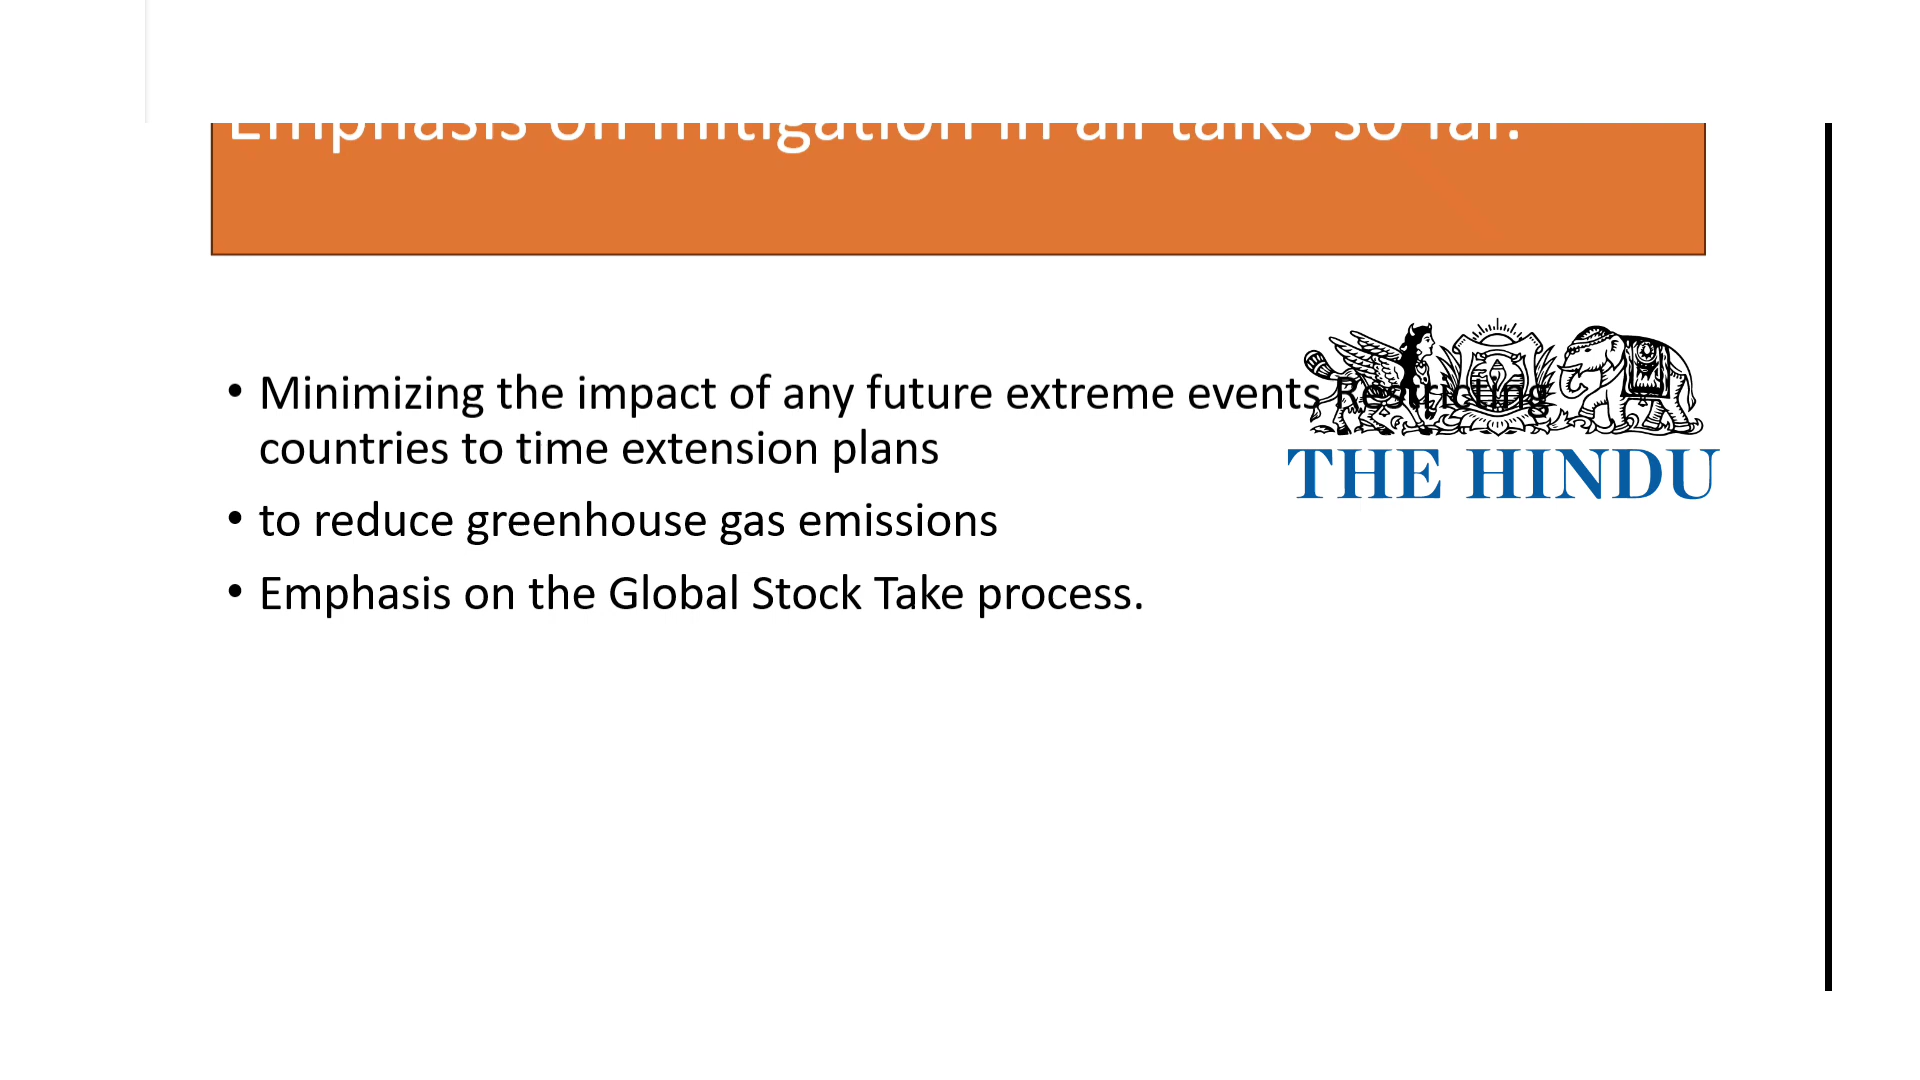 Emphasis on mitigation in all talks so far.
• Minimizing the impact of any future extreme events Restricting
countries to time extension plans
• to reduce greenhouse gas emissions
• Emphasis on the Global Stock Take process.
THE HINDU